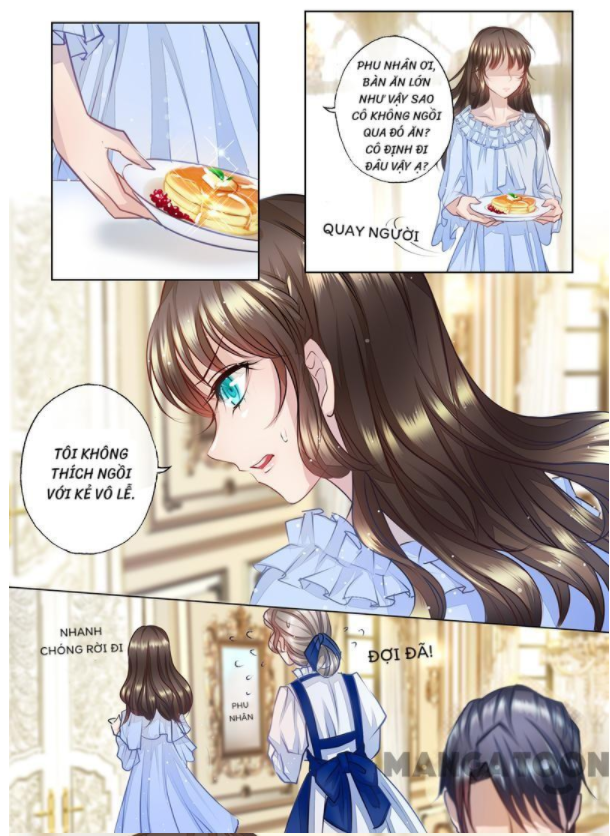 PHU NHÂN ƠI,
BÀN ĂN LỚN
NHƯ VẬY SAO
CÔ KHÔNG NGỒI
QUA ĐÓ ĂN?
CÔ ĐỊNH ĐI
ĐÂU VẬY Ạ?
QUAY NGƯỜI
TÔI KHÔNG
THÍCH NGỒI
VỚI KẺ VÔ LỄ.
NHANH
CHÓNG RỜI ĐI
ĐỢI ĐÃ!
PHU
NHÂN
MANGATOON